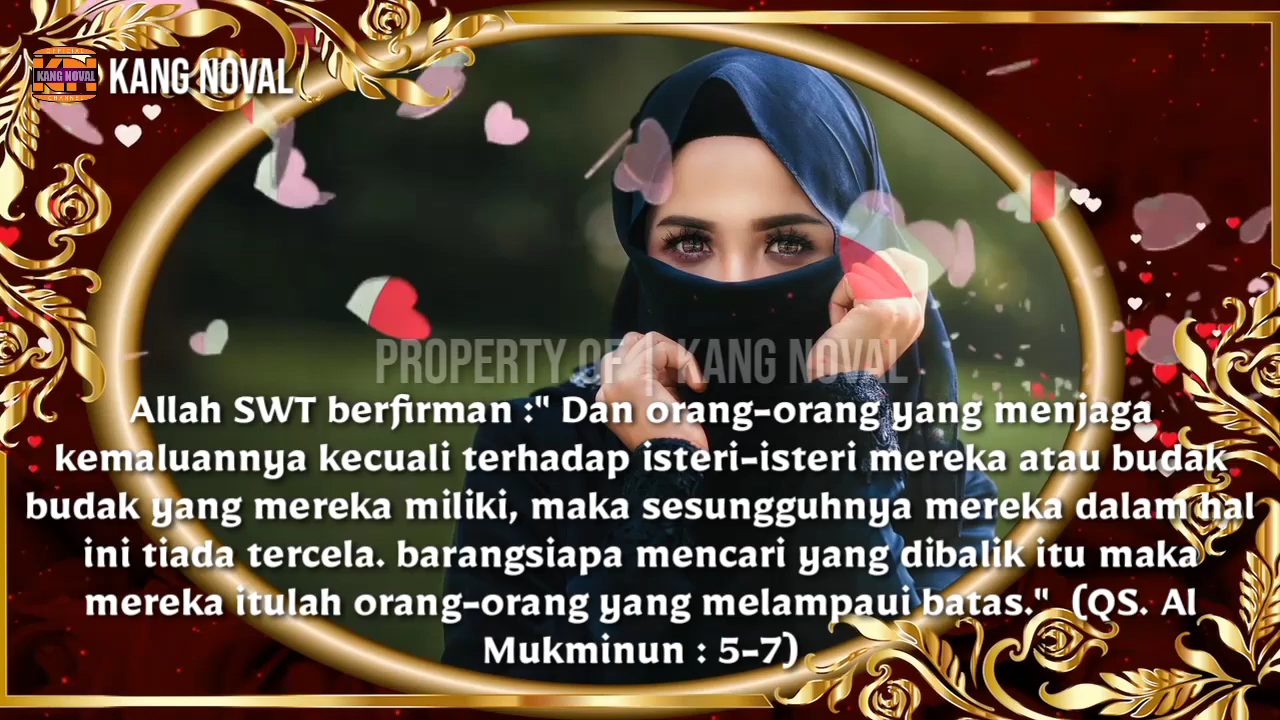 OFFICIAL
KANG NOVAL
CHANNEL
KANG NOVAL
PROPERTY OF | KANG NOVAL
Allah SWT berfirman :" Dan orang-orang yang menjaga
kemaluannya kecuali terhadap isteri-isteri mereka atau budak
budak yang mereka miliki, maka sesungguhnya mereka dalam hal
ini tiada tercela. barangsiapa mencari yang dibalik itu maka
mereka itulah orang-orang yang melampaui batas."  (QS. Al
Mukminun : 5-7)